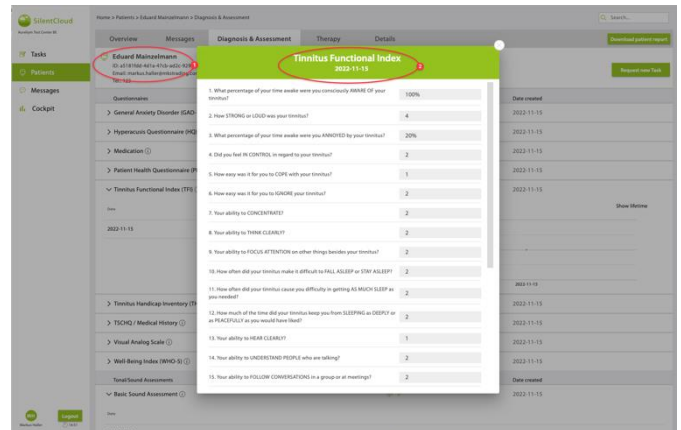 SilentCloud
Home > Patients > Eduard Mainzelmann > Diagnosis & Assessment
Search...
Overview Messages Diagnosis & Assessment Therapy Details
Download patient report
Tasks
Patients
Messages
Cockpit
Eduard Mainzelmann
Request new Task
Questionnaires
Date created
General Anxiety Disorder (GAD-
2022-11-15
Hyperacusis Questionnaire (HQ)
2022-11-15
Medication
2022-11-15
Patient Health Questionnaire (P
2022-11-15
Tinnitus Functional Index (TFI)
2022-11-15
Date
Show lifetime
2022-11-15
2022-11-15
Tinnitus Handicap Inventory (TH
2022-11-15
TSCHQ / Medical History
2022-11-15
Visual Analog Scale
2022-11-15
Well-Being Index (WHO-5)
2022-11-15
Tonal/Sound Assessments
Date created
Basic Sound Assessment
2022-11-15
Date
Logout
Tinnitus Functional Index
2022-11-15
1. What percentage of your time awake were you consciously AWARE OF your
tinnitus?
100%
2. How STRONG or LOUD was your tinnitus?
4
3. What percentage of your time awake were you ANNOYED by your tinnitus?
20%
4. Did you feel IN CONTROL in regard to your tinnitus?
2
5. How easy was it for you to COPE with your tinnitus?
1
6. How easy was it for you to IGNORE your tinnitus?
2
7. Your ability to CONCENTRATE?
2
8. Your ability to THINK CLEARLY?
2
9. Your ability to FOCUS ATTENTION on other things besides your tinnitus?
2
10. How often did your tinnitus make it difficult to FALL ASLEEP or STAY ASLEEP?
2
11. How often did your tinnitus cause you difficulty in getting AS MUCH SLEEP as
you needed?
2
12. How much of the time did your tinnitus keep you from SLEEPING as DEEPLY or
as PEACEFULLY as you would have liked?
2
13. Your ability to HEAR CLEARLY?
1
14. Your ability to UNDERSTAND PEOPLE who are talking?
2
15. Your ability to FOLLOW CONVERSATIONS in a group or at meetings?
2